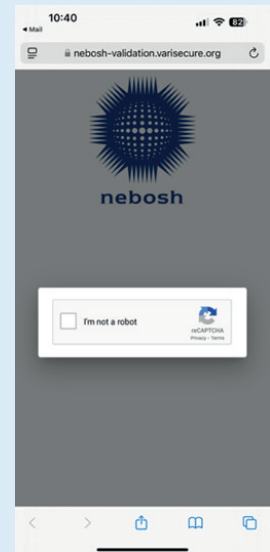 10:40
82
◀ Mail
nebosh-validation.varisecure.org
nebosh
I'm not a robot
reCAPTCHA
Privacy - Terms